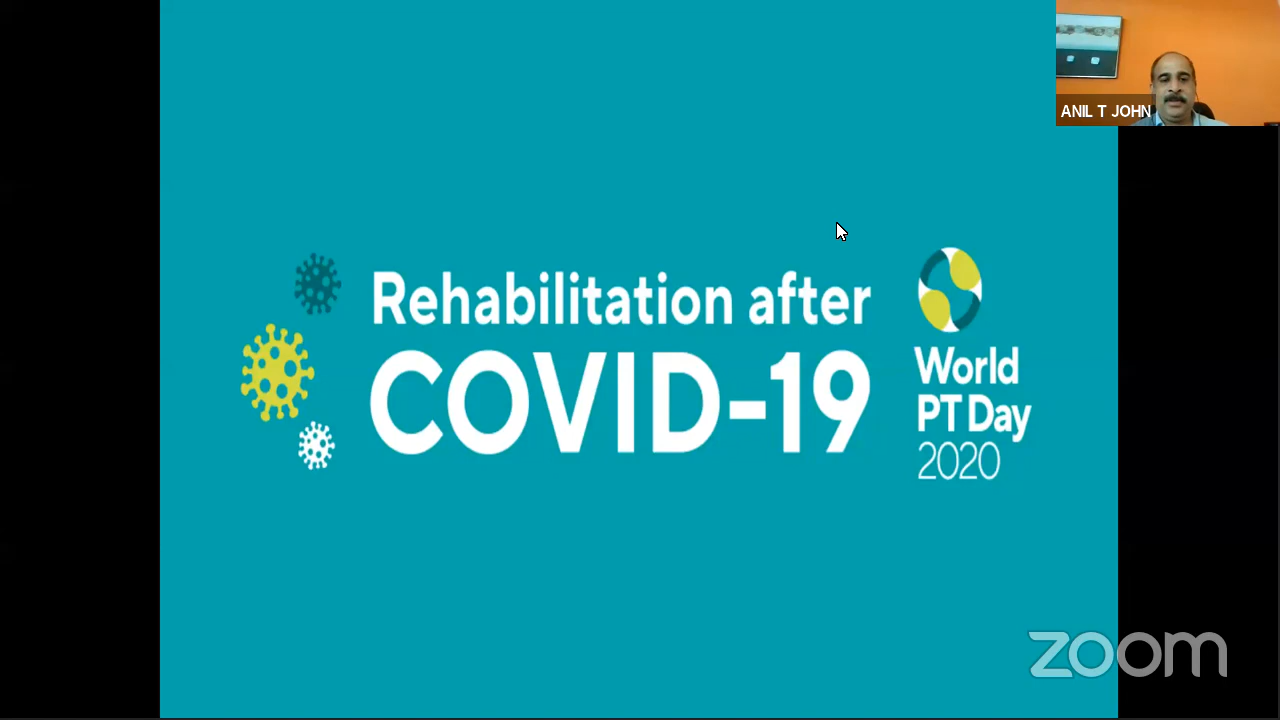 ANIL T JOHN
Rehabilitation after
COVID-19
World
PT Day
2020
zoom